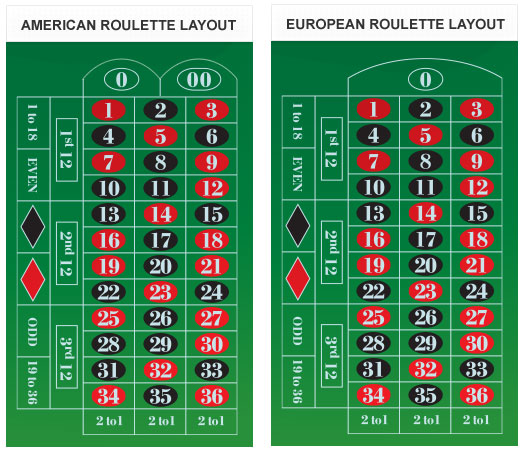 AMERICAN ROULETTE LAYOUT
0 00
1 2 3
4 5 6
7 8 9
10 11 12
13 14 15
16 17 18
19 20 21
22 23 24
25 26 27
28 29 30
31 32 33
34 35 36
2 to1 2 to1 2 to1
1st 12
2nd 12
3rd 12
1 to 18
EVEN
ODD
19 to 36
EUROPEAN ROULETTE LAYOUT
0
1 2 3
4 5 6
7 8 9
10 11 12
13 14 15
16 17 18
19 20 21
22 23 24
25 26 27
28 29 30
31 32 33
34 35 36
2 to1 2 to1 2 to1
1st 12
2nd 12
3rd 12
1 to 18
EVEN
ODD
19 to 36